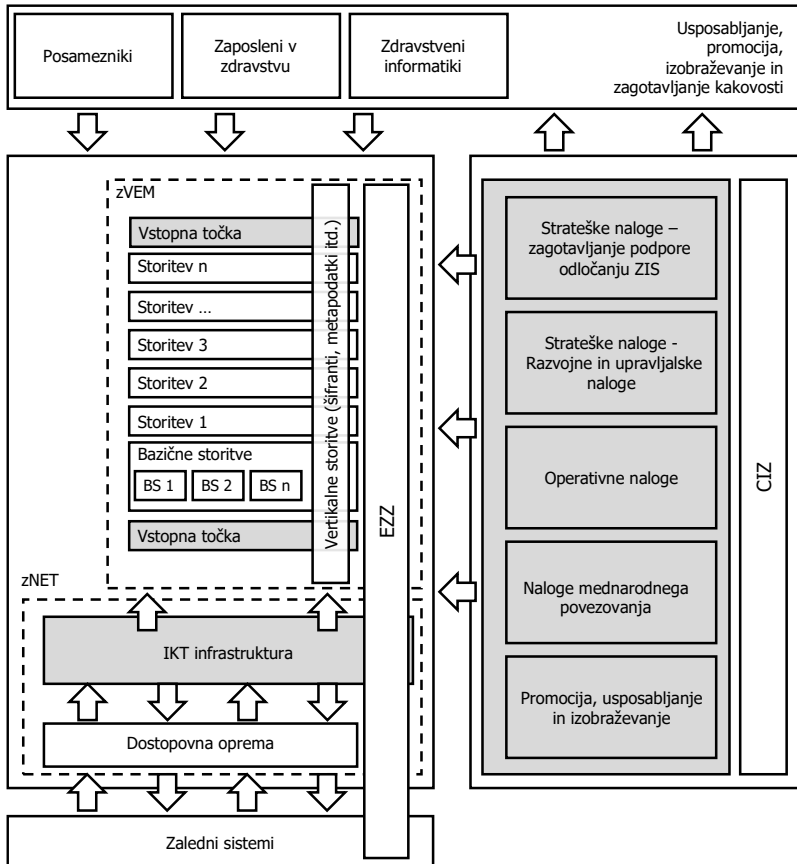 Posamezniki
Zaposleni v
zdravstvu
Zdravstveni
informatiki
Usposabljanje,
promocija,
izobraževanje in
zagotavljanje kakovosti
zVEM
Vstopna točka
Storitev n
Storitev ...
Storitev 3
Storitev 2
Storitev 1
Bazične storitve
BS 1
BS 2
BS n
Vstopna točka
Vertikalne storitve (šifranti, metapodatki itd.)
EZZ
zNET
IKT infrastruktura
Dostopovna oprema
Zaledni sistemi
Strateške naloge –
zagotavljanje podpore
odločanju ZIS
Strateške naloge -
Razvojne in upravljalske
naloge
Operativne naloge
Naloge mednarodnega
povezovanja
Promocija, usposabljanje
in izobraževanje
CIZ